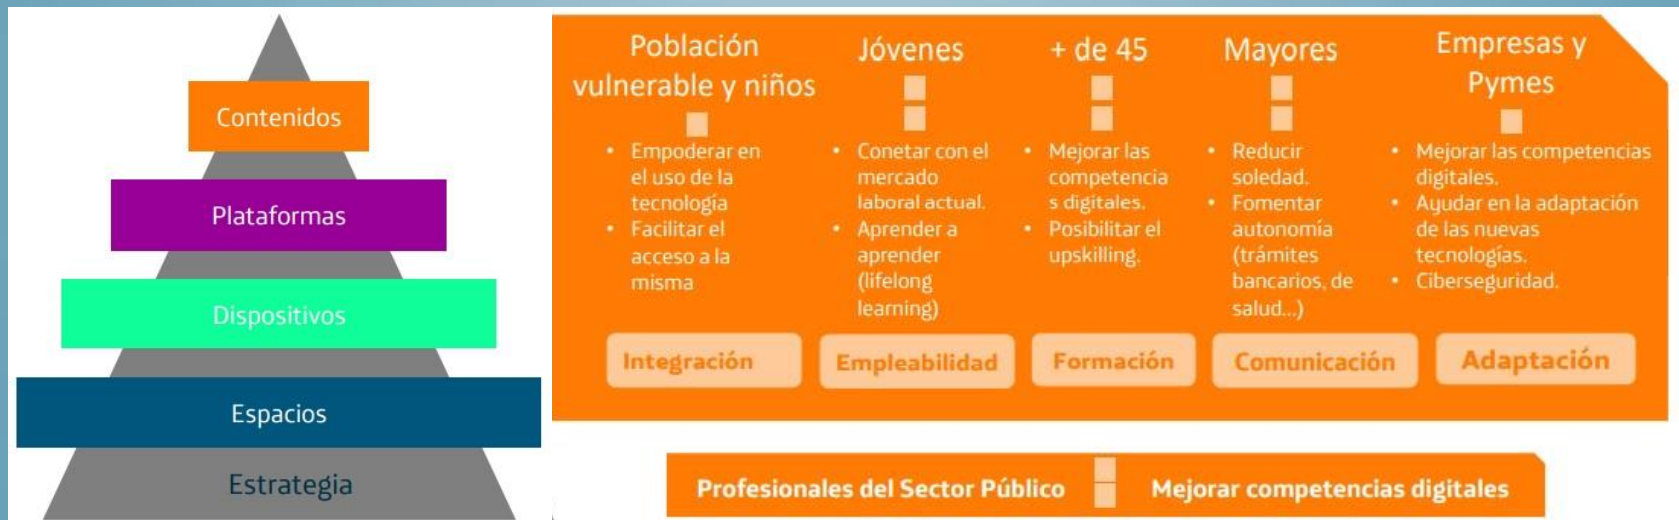 Contenidos
Plataformas
Dispositivos
Espacios
Estrategia
Población
vulnerable y niños
• Empoderar en
el uso de la
tecnología
• Facilitar el
acceso a la
misma
Integración
Jóvenes
• Conetar con el
mercado
laboral actual.
• Aprender a
aprender
(lifelong
learning)
Empleabilidad
+ de 45
• Mejorar las
competencia
s digitales.
• Posibilitar el
upskilling.
Formación
Mayores
• Reducir
soledad.
• Fomentar
autonomía
(trámites
bancarios, de
salud...)
Comunicación
Empresas y
Pymes
• Mejorar las competencias
digitales.
• Ayudar en la adaptación
de las nuevas
tecnologías.
• Ciberseguridad.
Adaptación
Profesionales del Sector Público
Mejorar competencias digitales